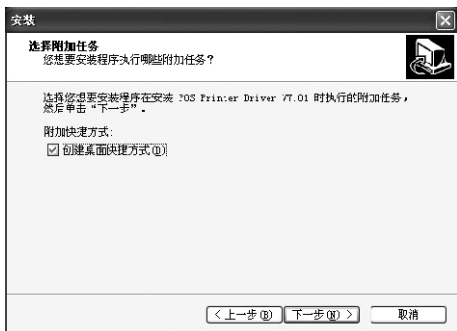 安装
选择附加任务
您想要安装程序执行哪些附加任务？
选择您想要安装程序在安装 POS Printer Driver V7.01 时执行的附加任务，
然后单击“下一步”。
附加快捷方式:
创建桌面快捷方式(D)
< 上一步(B)
下一步(N) >
取消